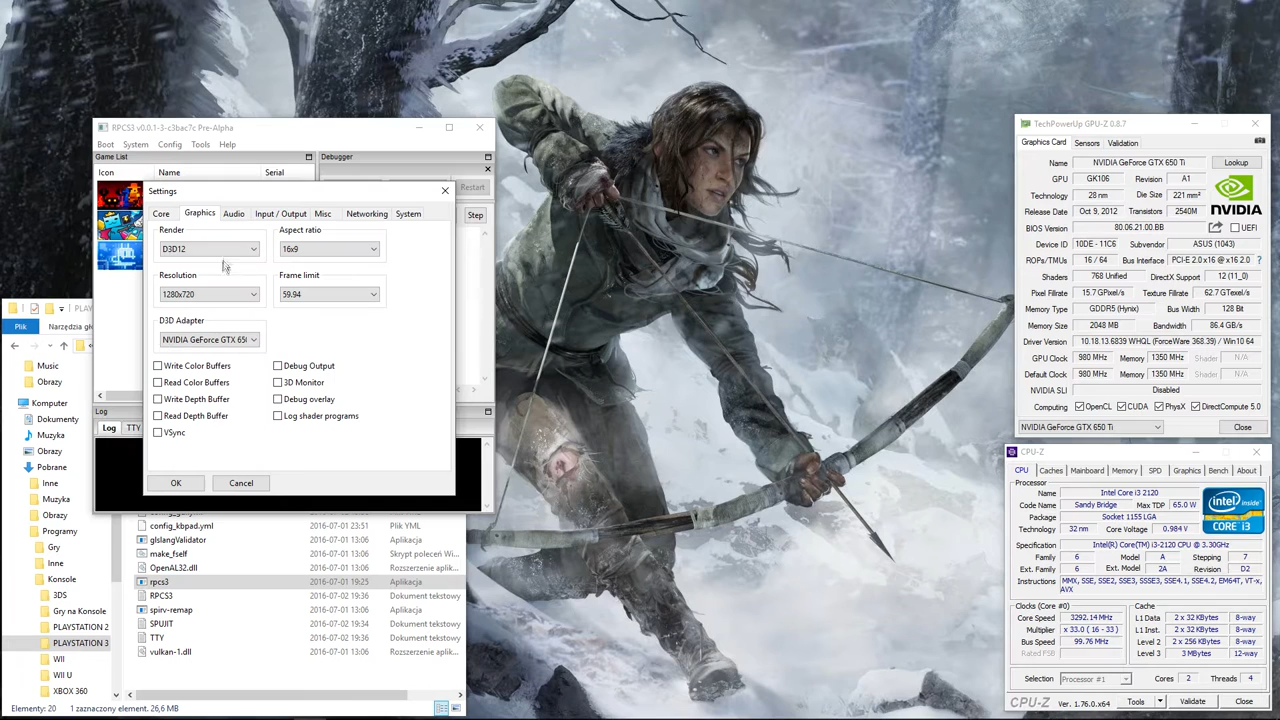 RPCS3 v0.0.1-3-c3bac7c Pre-Alpha
Boot System Config Tools Help
Game List
Debugger
Icon Name Serial
Restart
Step
Settings
Core Graphics Audio Input / Output Misc Networking System
Render
D3D12
Aspect ratio
16x9
Resolution
1280x720
Frame limit
59.94
D3D Adapter
NVIDIA GeForce GTX 65
Write Color Buffers
Debug Output
Read Color Buffers
3D Monitor
Write Depth Buffer
Debug overlay
Read Depth Buffer
Log shader programs
VSync
OK Cancel
Log
Log TTY
PLAY
Plik Narzędzia gł
Music
Obrazy
Komputer
Dokumenty
Muzyka
Obrazy
Pobrane
Inne
Muzyka
Obrazy
Programy
Gry
Inne
Konsole
3DS
Gry na Konsole
PLAYSTATION 2
PLAYSTATION 3
WII
WII U
XBOX 360
config_kbpad.yml 2016-07-01 23:51 Plik YML
glslangValidator 2016-07-01 13:06 Aplikacja
make_fself 2016-07-01 13:06 Skrypt poleceń Wi...
OpenAL32.dll 2016-07-01 13:06 Rozszerzenie aplik...
rpcs3 2016-07-01 19:25 Aplikacja
RPCS3 2016-07-02 19:36 Dokument tekstowy
spirv-remap 2016-07-01 13:06 Aplikacja
SPUJIT 2016-07-02 19:34 Dokument tekstowy
TTY 2016-07-02 19:36 Dokument tekstowy
vulkan-1.dll 2016-07-01 13:06 Rozszerzenie aplik...
Elementy: 20 1 zaznaczony element. 26,6 MB
TechPowerUp GPU-Z 0.8.7
Graphics Card Sensors Validation
Name NVIDIA GeForce GTX 650 Ti Lookup
GPU GK106 Revision A1
Technology 28 nm Die Size 221 mm²
Release Date Oct 9, 2012 Transistors 2540M
NVIDIA
BIOS Version 80.06.21.00.BB UEFI
Device ID 10DE - 11C6 Subvendor ASUS (1043)
ROPs/TMUs 16 / 64 Bus Interface PCI-E 2.0 x16 @ x16 2.0 ?
Shaders 768 Unified DirectX Support 12 (11_0)
Pixel Fillrate 15.7 GPixel/s Texture Fillrate 62.7 GTexel/s
Memory Type GDDR5 (Hynix) Bus Width 128 Bit
Memory Size 2048 MB Bandwidth 86.4 GB/s
Driver Version 10.18.13.6839 WHQL (ForceWare 368.39) / Win10 64
GPU Clock 980 MHz Memory 1350 MHz Shader N/A
Default Clock 980 MHz Memory 1350 MHz Shader N/A
NVIDIA SLI Disabled
Computing OpenCL CUDA PhysX DirectCompute 5.0
NVIDIA GeForce GTX 650 Ti Close
CPU-Z
CPU Caches Mainboard Memory SPD Graphics Bench About
Processor
Name Intel Core i3 2120
Code Name Sandy Bridge Max TDP 65.0 W
Package Socket 1155 LGA
Technology 32 nm Core Voltage 0.984 V
intel inside
CORE i3
Specification Intel(R) Core(TM) i3-2120 CPU @ 3.30GHz
Family 6 Model A Stepping 7
Ext. Family 6 Ext. Model 2A Revision D2
Instructions MMX, SSE, SSE2, SSE3, SSSE3, SSE4.1, SSE4.2, EM64T, VT-x,
AVX
Clocks (Core #0)
Core Speed 3292.14 MHz
Multiplier x 33.0 ( 16 - 33 )
Bus Speed 99.76 MHz
Rated FSB
Cache
L1 Data 2 x 32 KBytes 8-way
L1 Inst. 2 x 32 KBytes 8-way
Level 2 2 x 256 KBytes 8-way
Level 3 3 MBytes 12-way
Selection Processor #1 Cores 2 Threads 4
CPU-Z Ver. 1.76.0.x64 Tools Validate Close